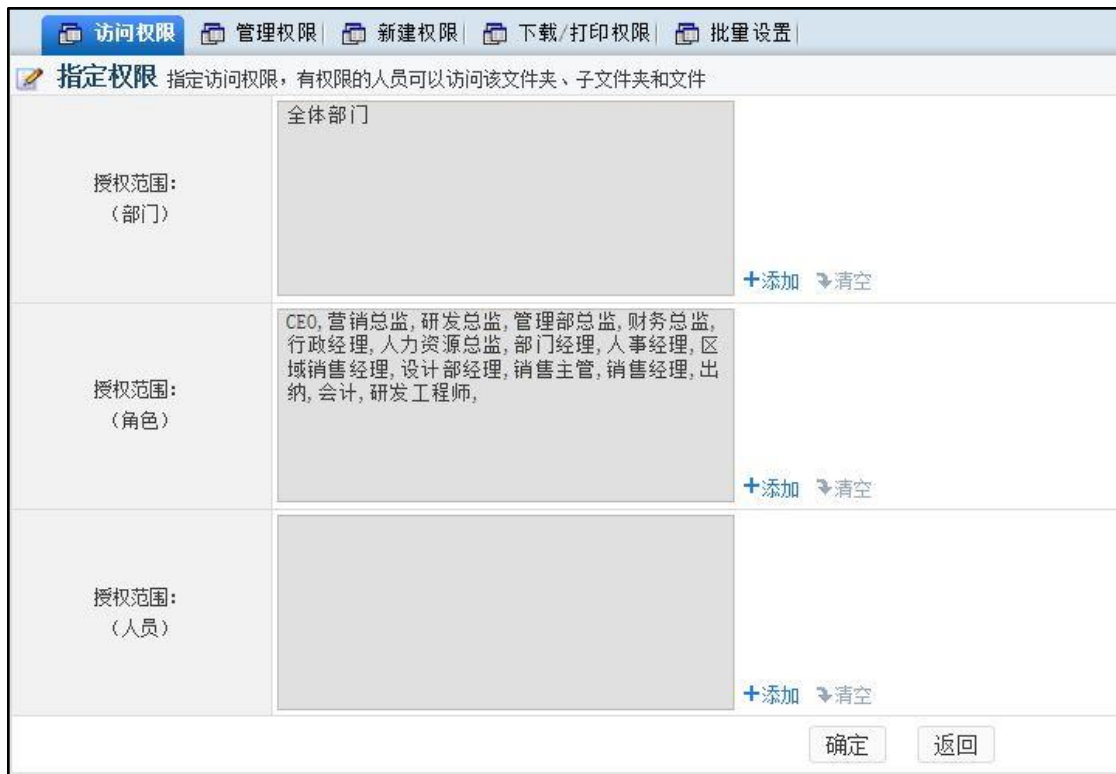 访问权限 管理权限 新建权限 下载/打印权限 批量设置
指定权限 指定访问权限，有权限的人员可以访问该文件夹、子文件夹和文件
全体部门
授权范围：
（部门）
添加 清空
CEO,营销总监,研发总监,管理部总监,财务总监,
行政经理,人力资源总监,部门经理,人事经理,区
域销售经理,设计部经理,销售主管,销售经理,出
纳,会计,研发工程师,
授权范围：
（角色）
添加 清空
授权范围：
（人员）
添加 清空
确定 返回